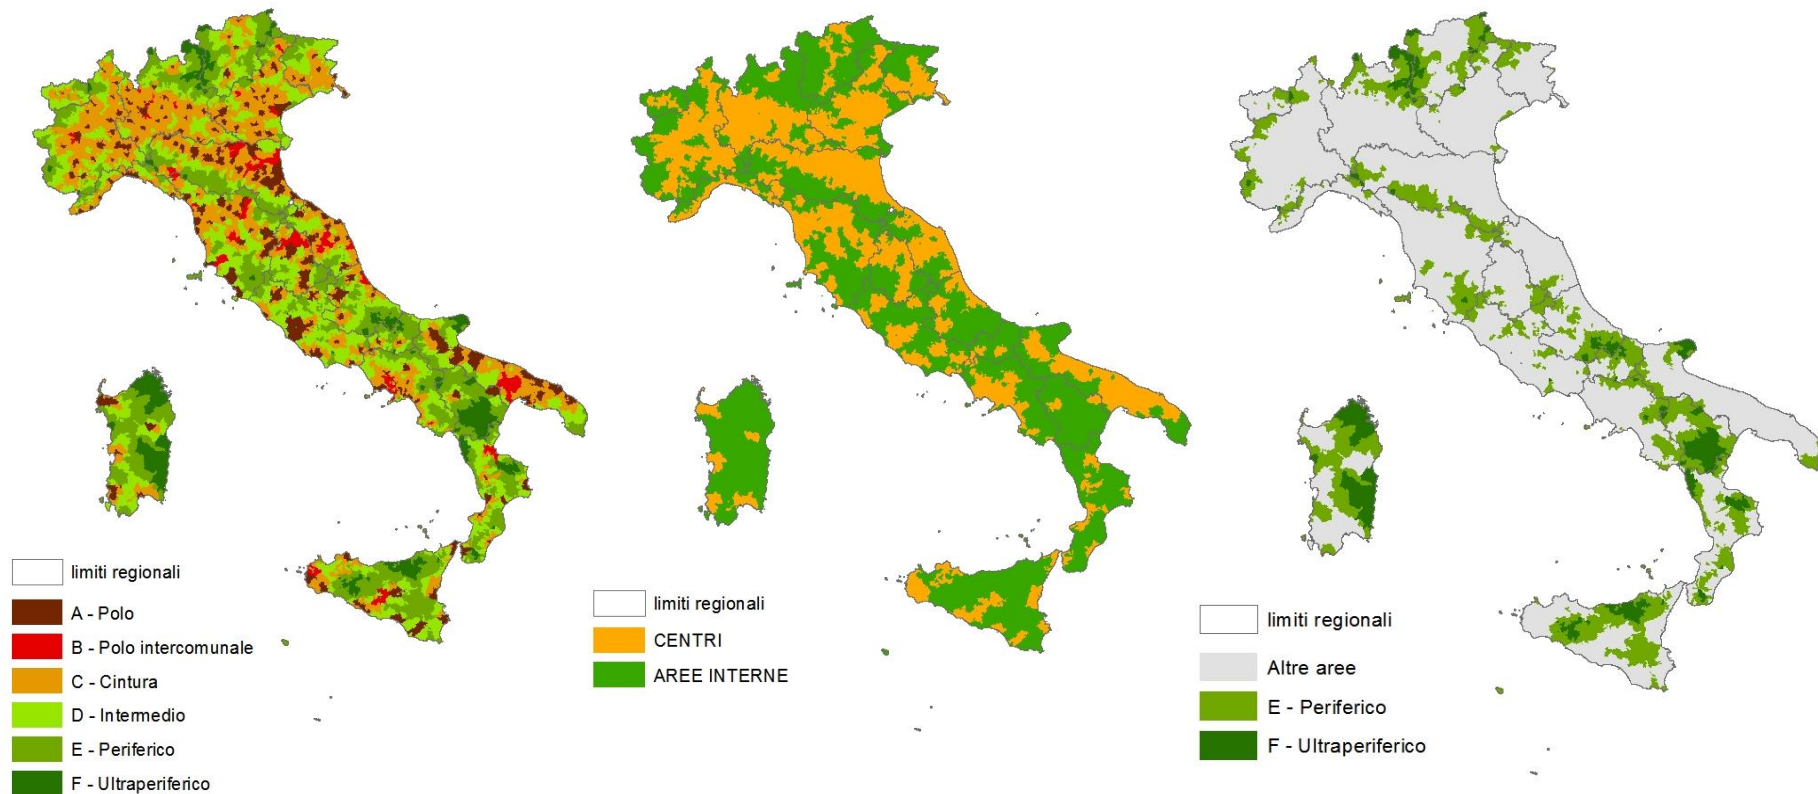 limiti regionali
A - Polo
B - Polo intercomunale
C - Cintura
D - Intermedio
E - Periferico
F - Ultraperiferico
limiti regionali
CENTRI
AREE INTERNE
limiti regionali
Altre aree
E - Periferico
F - Ultraperiferico